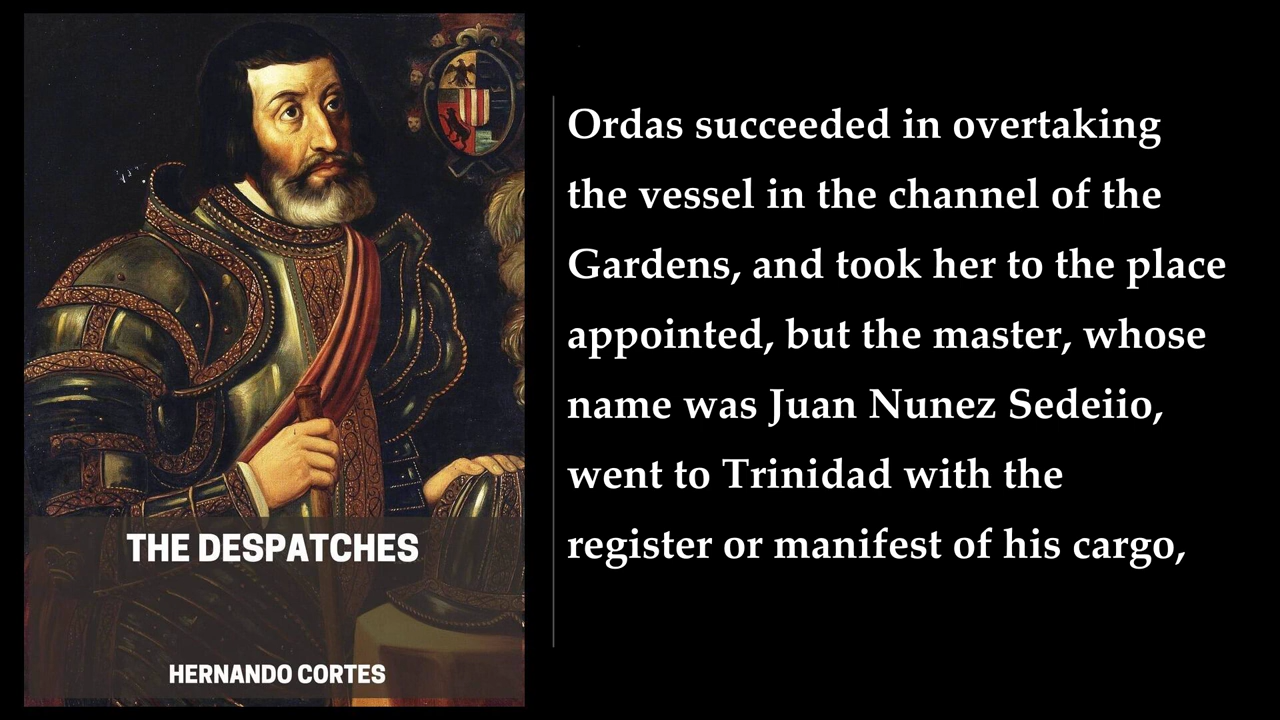 THE DESPATCHES
HERNANDO CORTES
Ordas succeeded in overtaking
the vessel in the channel of the
Gardens, and took her to the place
appointed, but the master, whose
name was Juan Nunez Sedeiio,
went to Trinidad with the
register or manifest of his cargo,